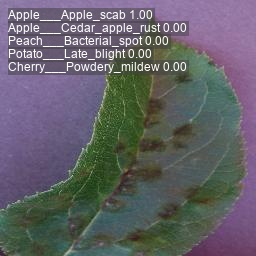 Apple___Apple_scab 1.00
Apple___Cedar_apple_rust 0.00
Peach___Bacterial_spot 0.00
Potato___Late_blight 0.00
Cherry___Powdery_mildew 0.00